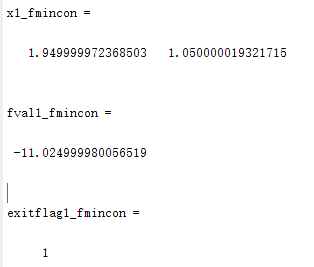 x1_fmincon =
1.949999972368503 1.050000019321715
fval1_fmincon =
-11.024999980056519
exitflag1_fmincon =
1